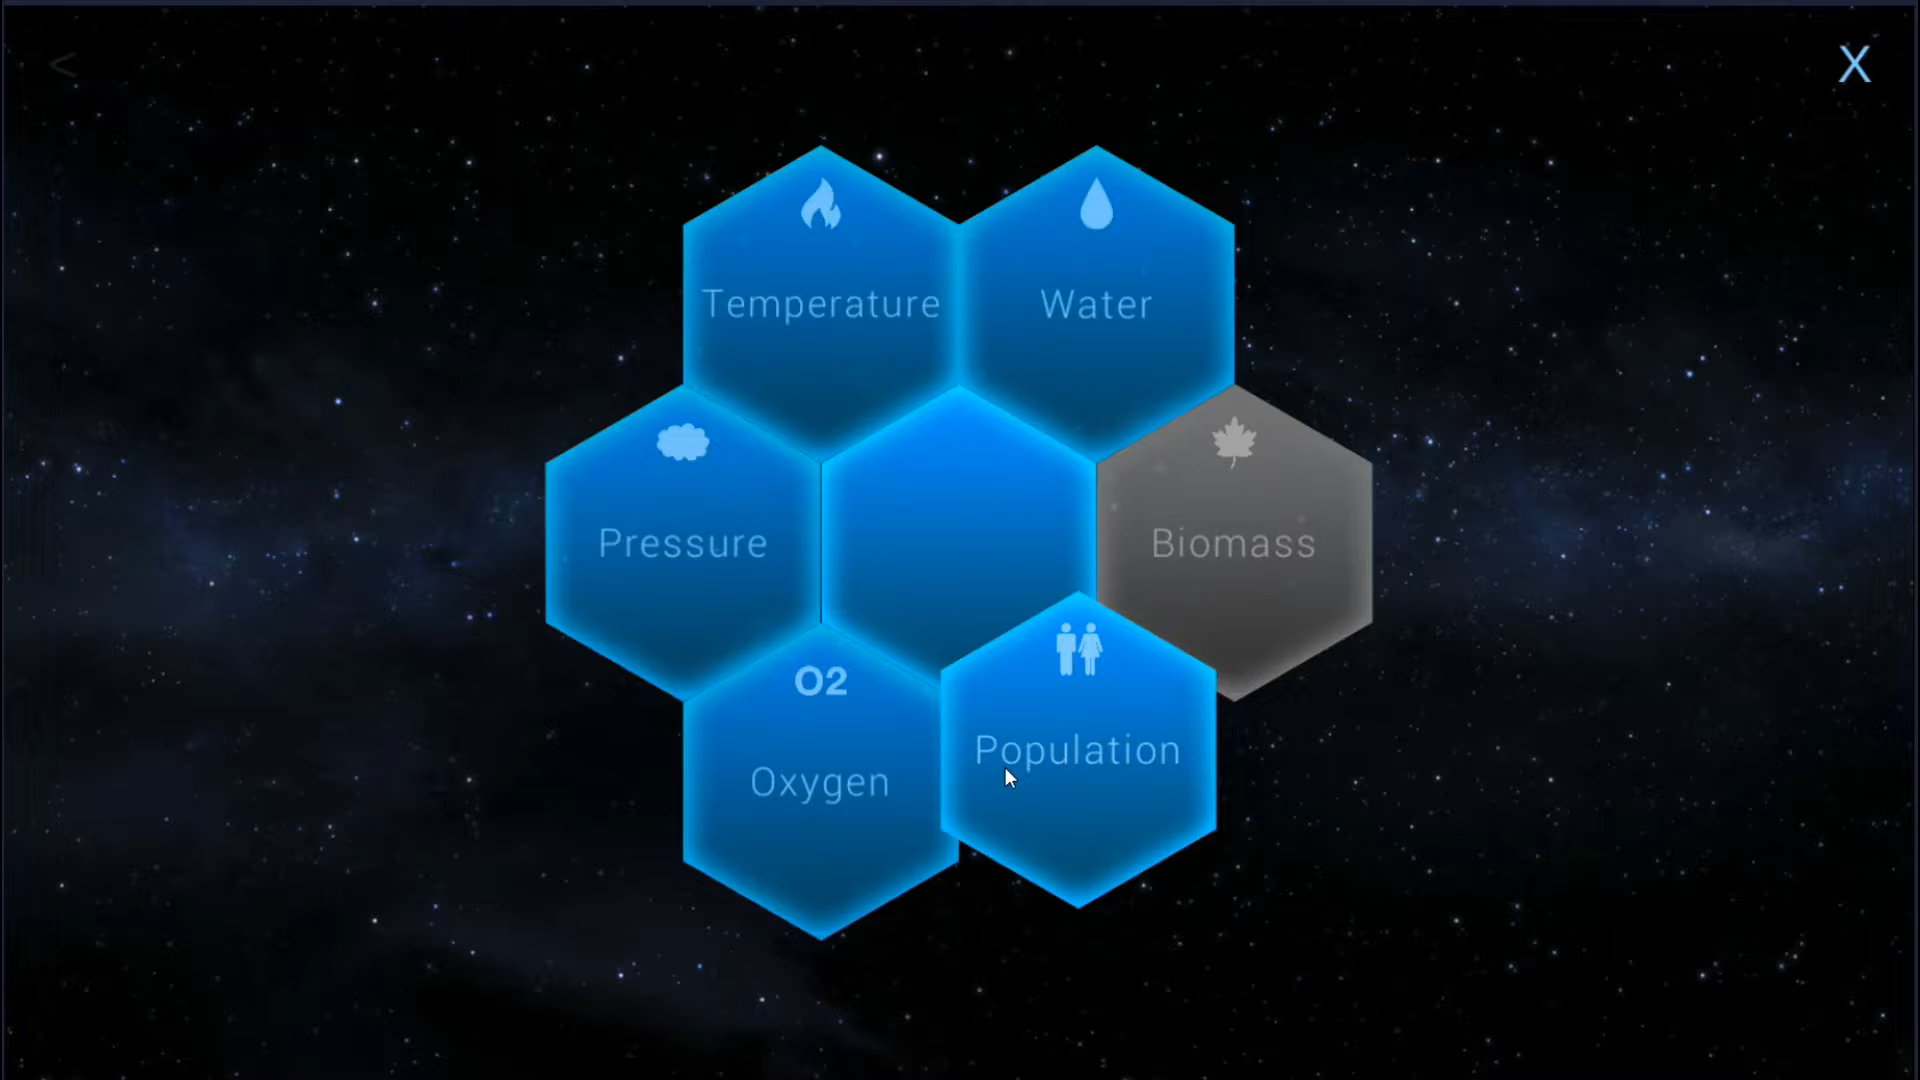 <
X
Temperature
Water
Pressure
Biomass
O2
Oxygen
Population